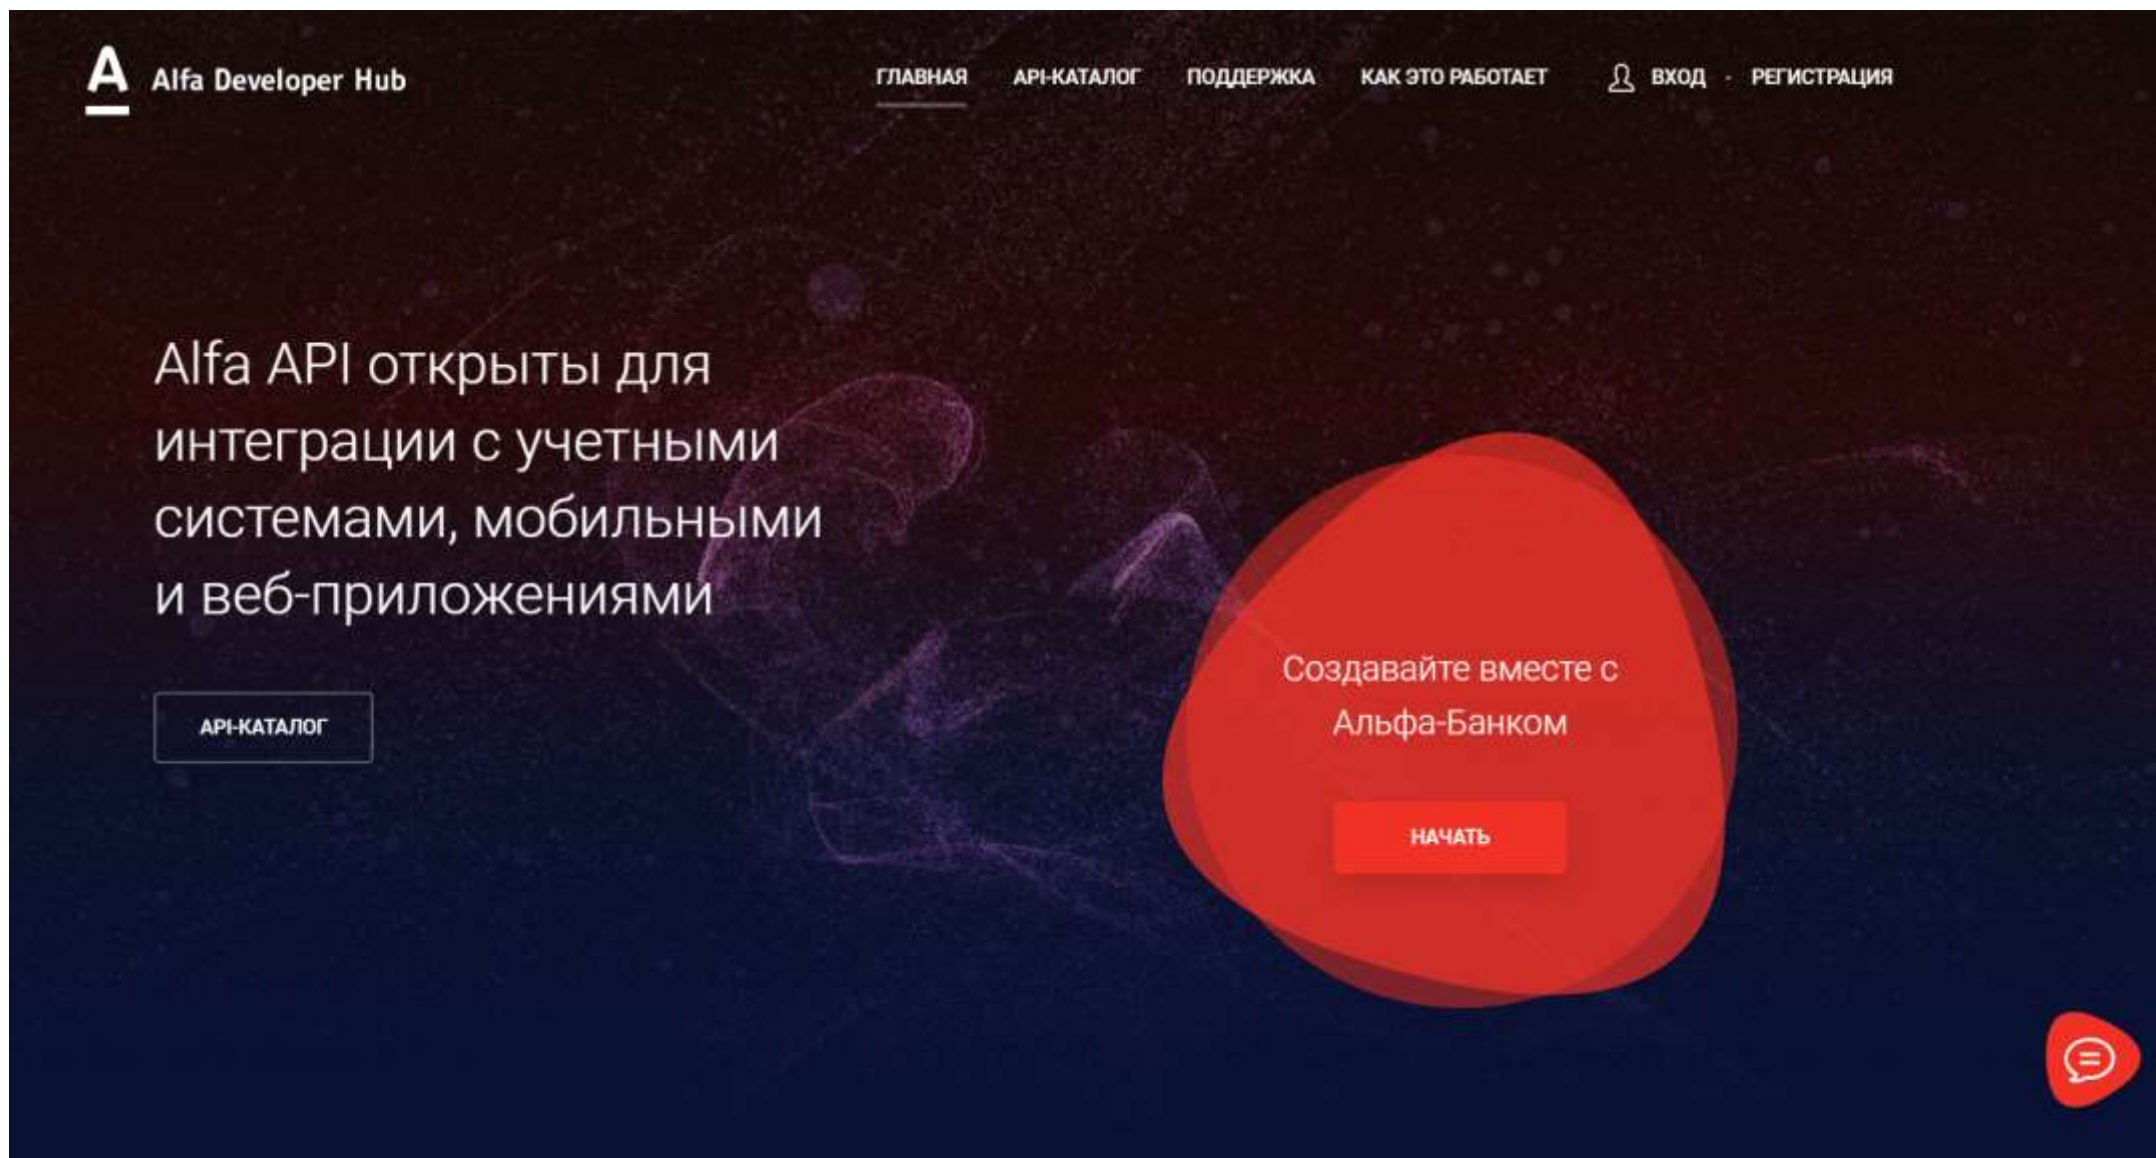 A Alfa Developer Hub
ГЛАВНАЯ API-КАТАЛОГ ПОДДЕРЖКА КАК ЭТО РАБОТАЕТ ВХОД · РЕГИСТРАЦИЯ
Alfa API открыты для
интеграции с учетными
системами, мобильными
и веб-приложениями
API-КАТАЛОГ
Создавайте вместе с
Альфа-Банком
НАЧАТЬ